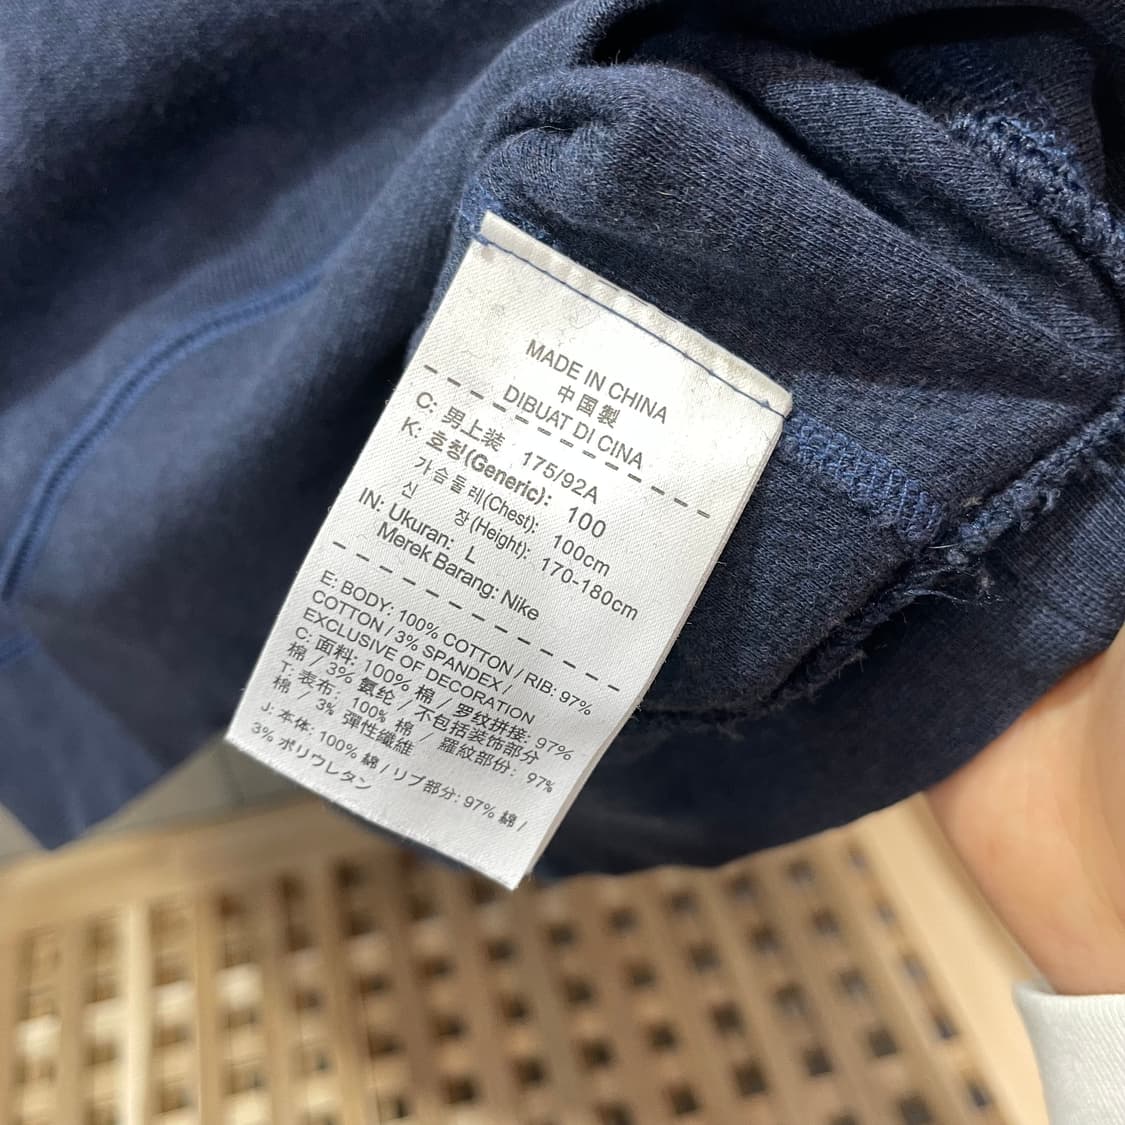 MADE IN CHINA
中国製
DIBUAT DI CINA
C: 男上装 175/92A
K: 호칭(Generic): 100
가슴둘레(Chest): 100cm
신 장(Height): 170-180cm
IN: Ukuran: L
Merek Barang: Nike
E: BODY: 100% COTTON / RIB: 97%
COTTON / 3% SPANDEX /
EXCLUSIVE OF DECORATION
C: 面料: 100% 棉 / 罗纹拼接: 97%
棉 / 3% 氨纶 / 不包括装饰部分
T: 表布: 100% 棉 / 羅紋部份: 97%
棉 / 3% 彈性纖維
J: 本体: 100% 綿 / リブ部分: 97% 綿 /
3% ポリウレタン